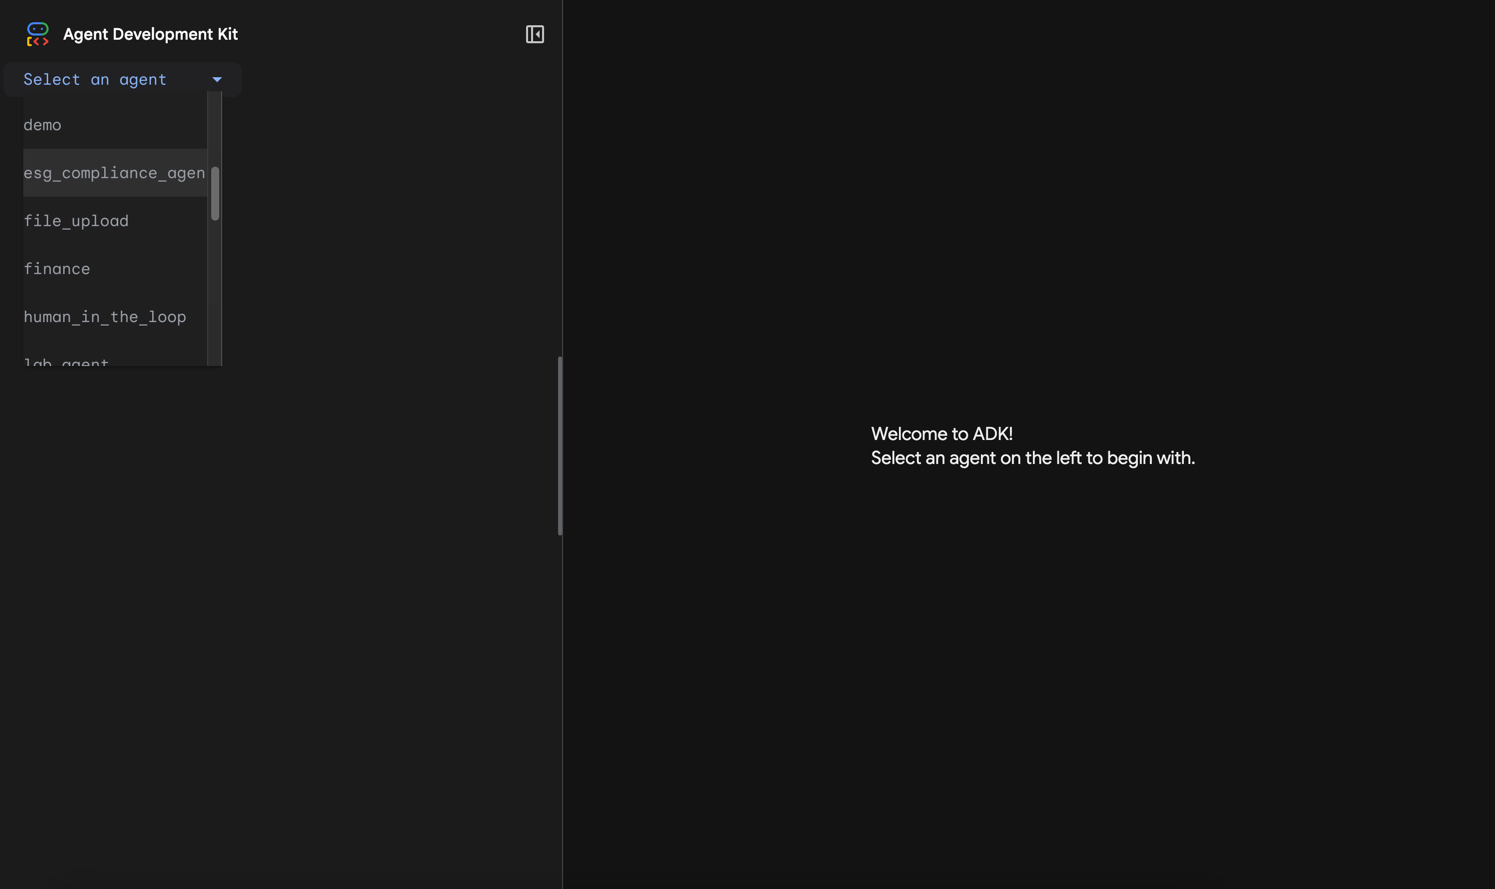 Agent Development Kit
Select an agent
demo
esg_compliance_agen
file_upload
finance
human_in_the_loop
lab_agent
Welcome to ADK!
Select an agent on the left to begin with.